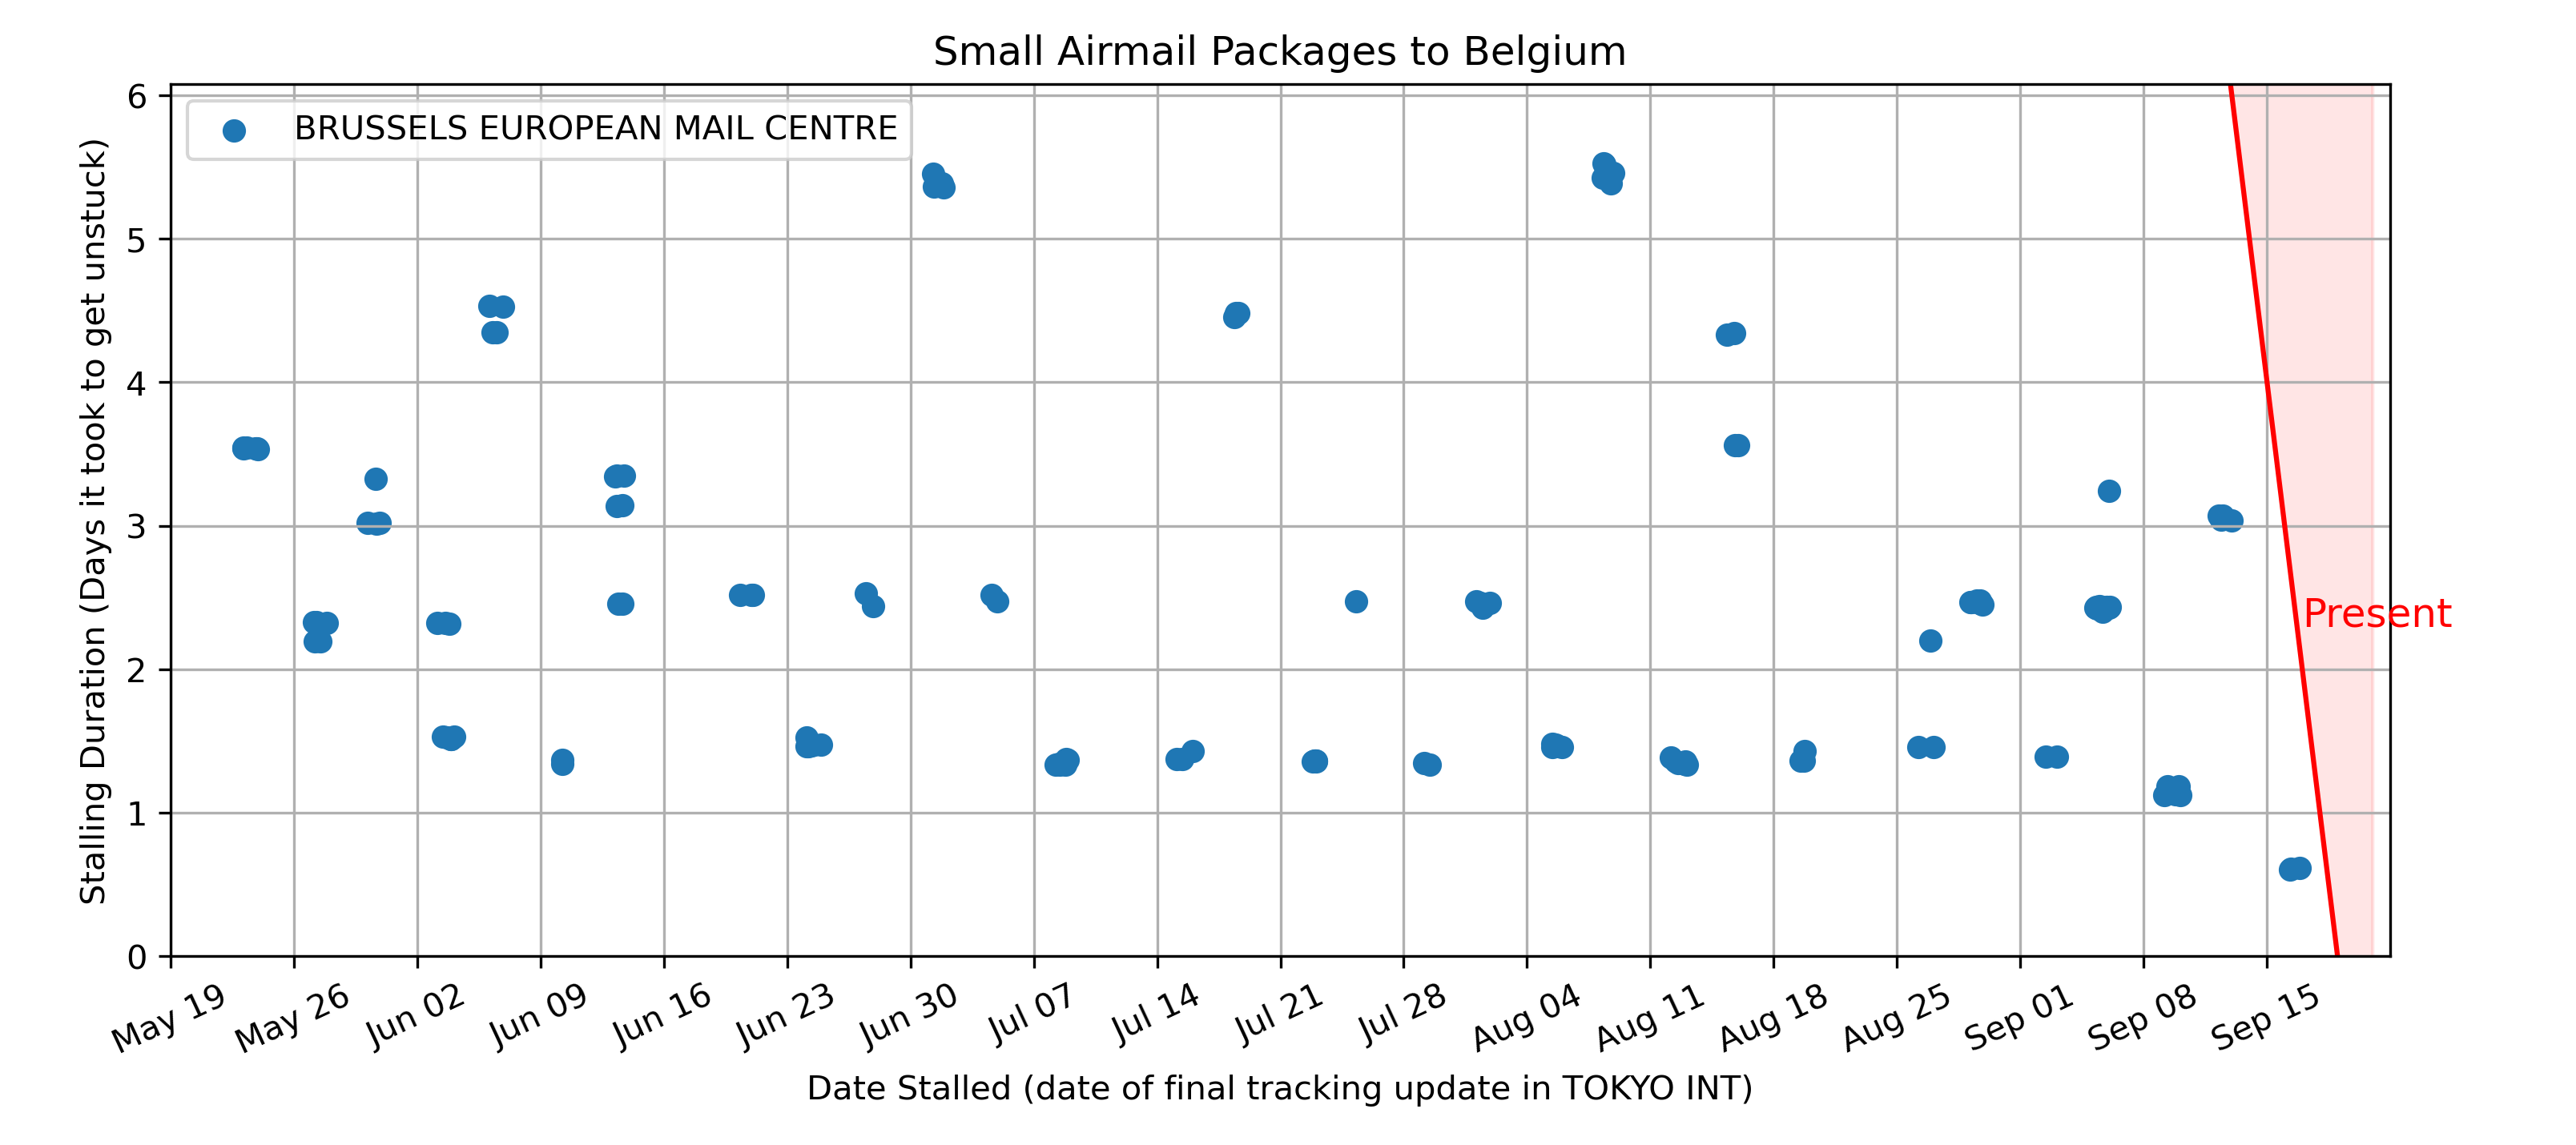 Small Airmail Packages to Belgium
BRUSSELS EUROPEAN MAIL CENTRE
Stalling Duration (Days it took to get unstuck)
6
5
4
3
2
1
0
Present
May 19 May 26 Jun 02 Jun 09 Jun 16 Jun 23 Jun 30 Jul 07 Jul 14 Jul 21 Jul 28 Aug 04 Aug 11 Aug 18 Aug 25 Sep 01 Sep 08 Sep 15
Date Stalled (date of final tracking update in TOKYO INT)